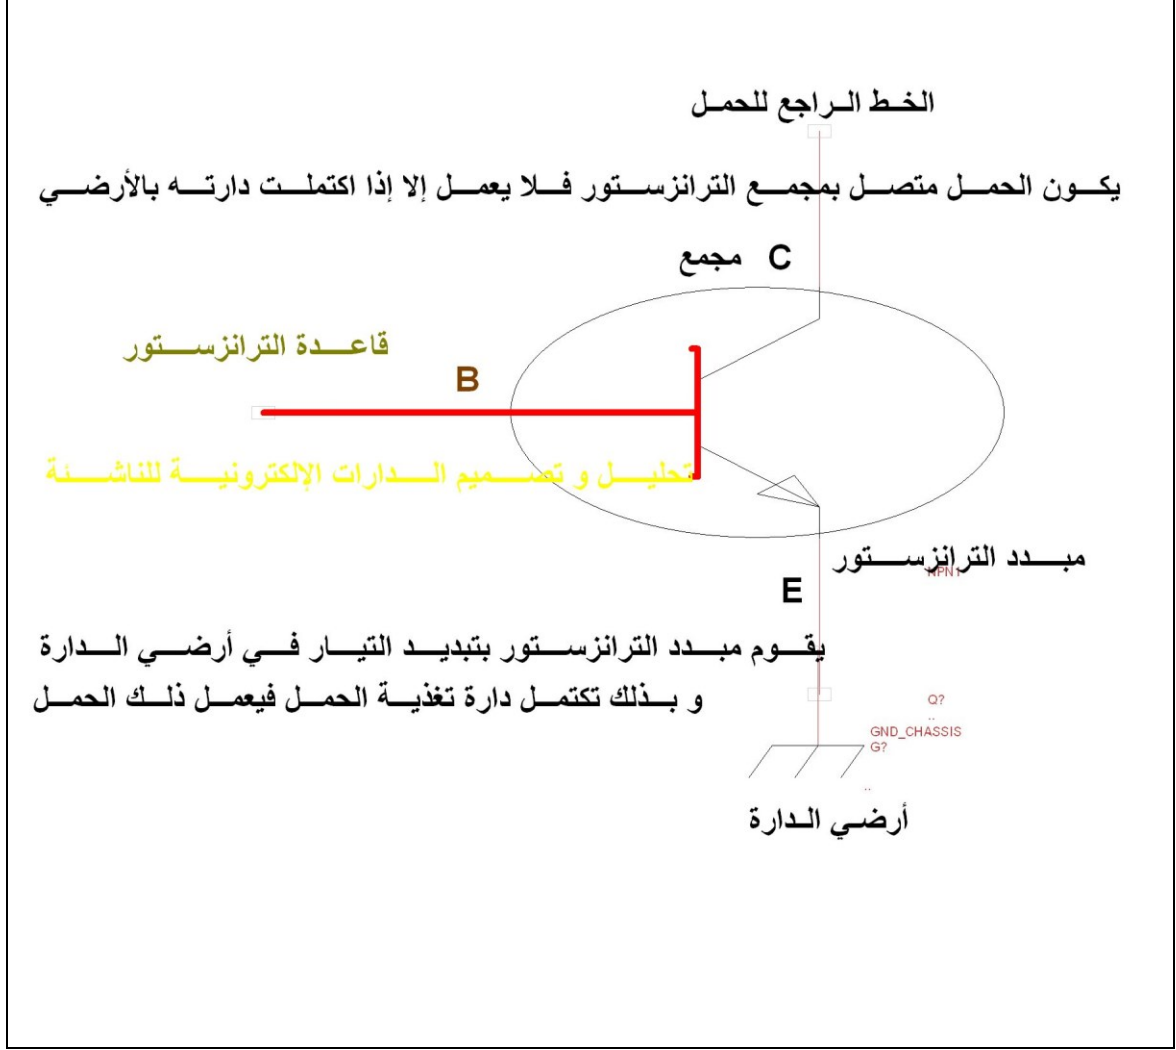 الخط الراجع للحمل
يكون الحمل متصل بمجمع الترانزستور فلا يعمل إلا إذا اكتملت دارته بالأرضي
مجمع C
قاعدة الترانزستور
B
تحليل و تصميم الدارات الإلكترونية للناشئة
مبدد الترانزستور
NPN1
E
يقوم مبدد الترانزستور بتبديد التيار في أرضي الدارة
و بذلك تكتمل دارة تغذية الحمل فيعمل ذلك الحمل
Q?
..
GND_CHASSIS
G?
..
أرضي الدارة